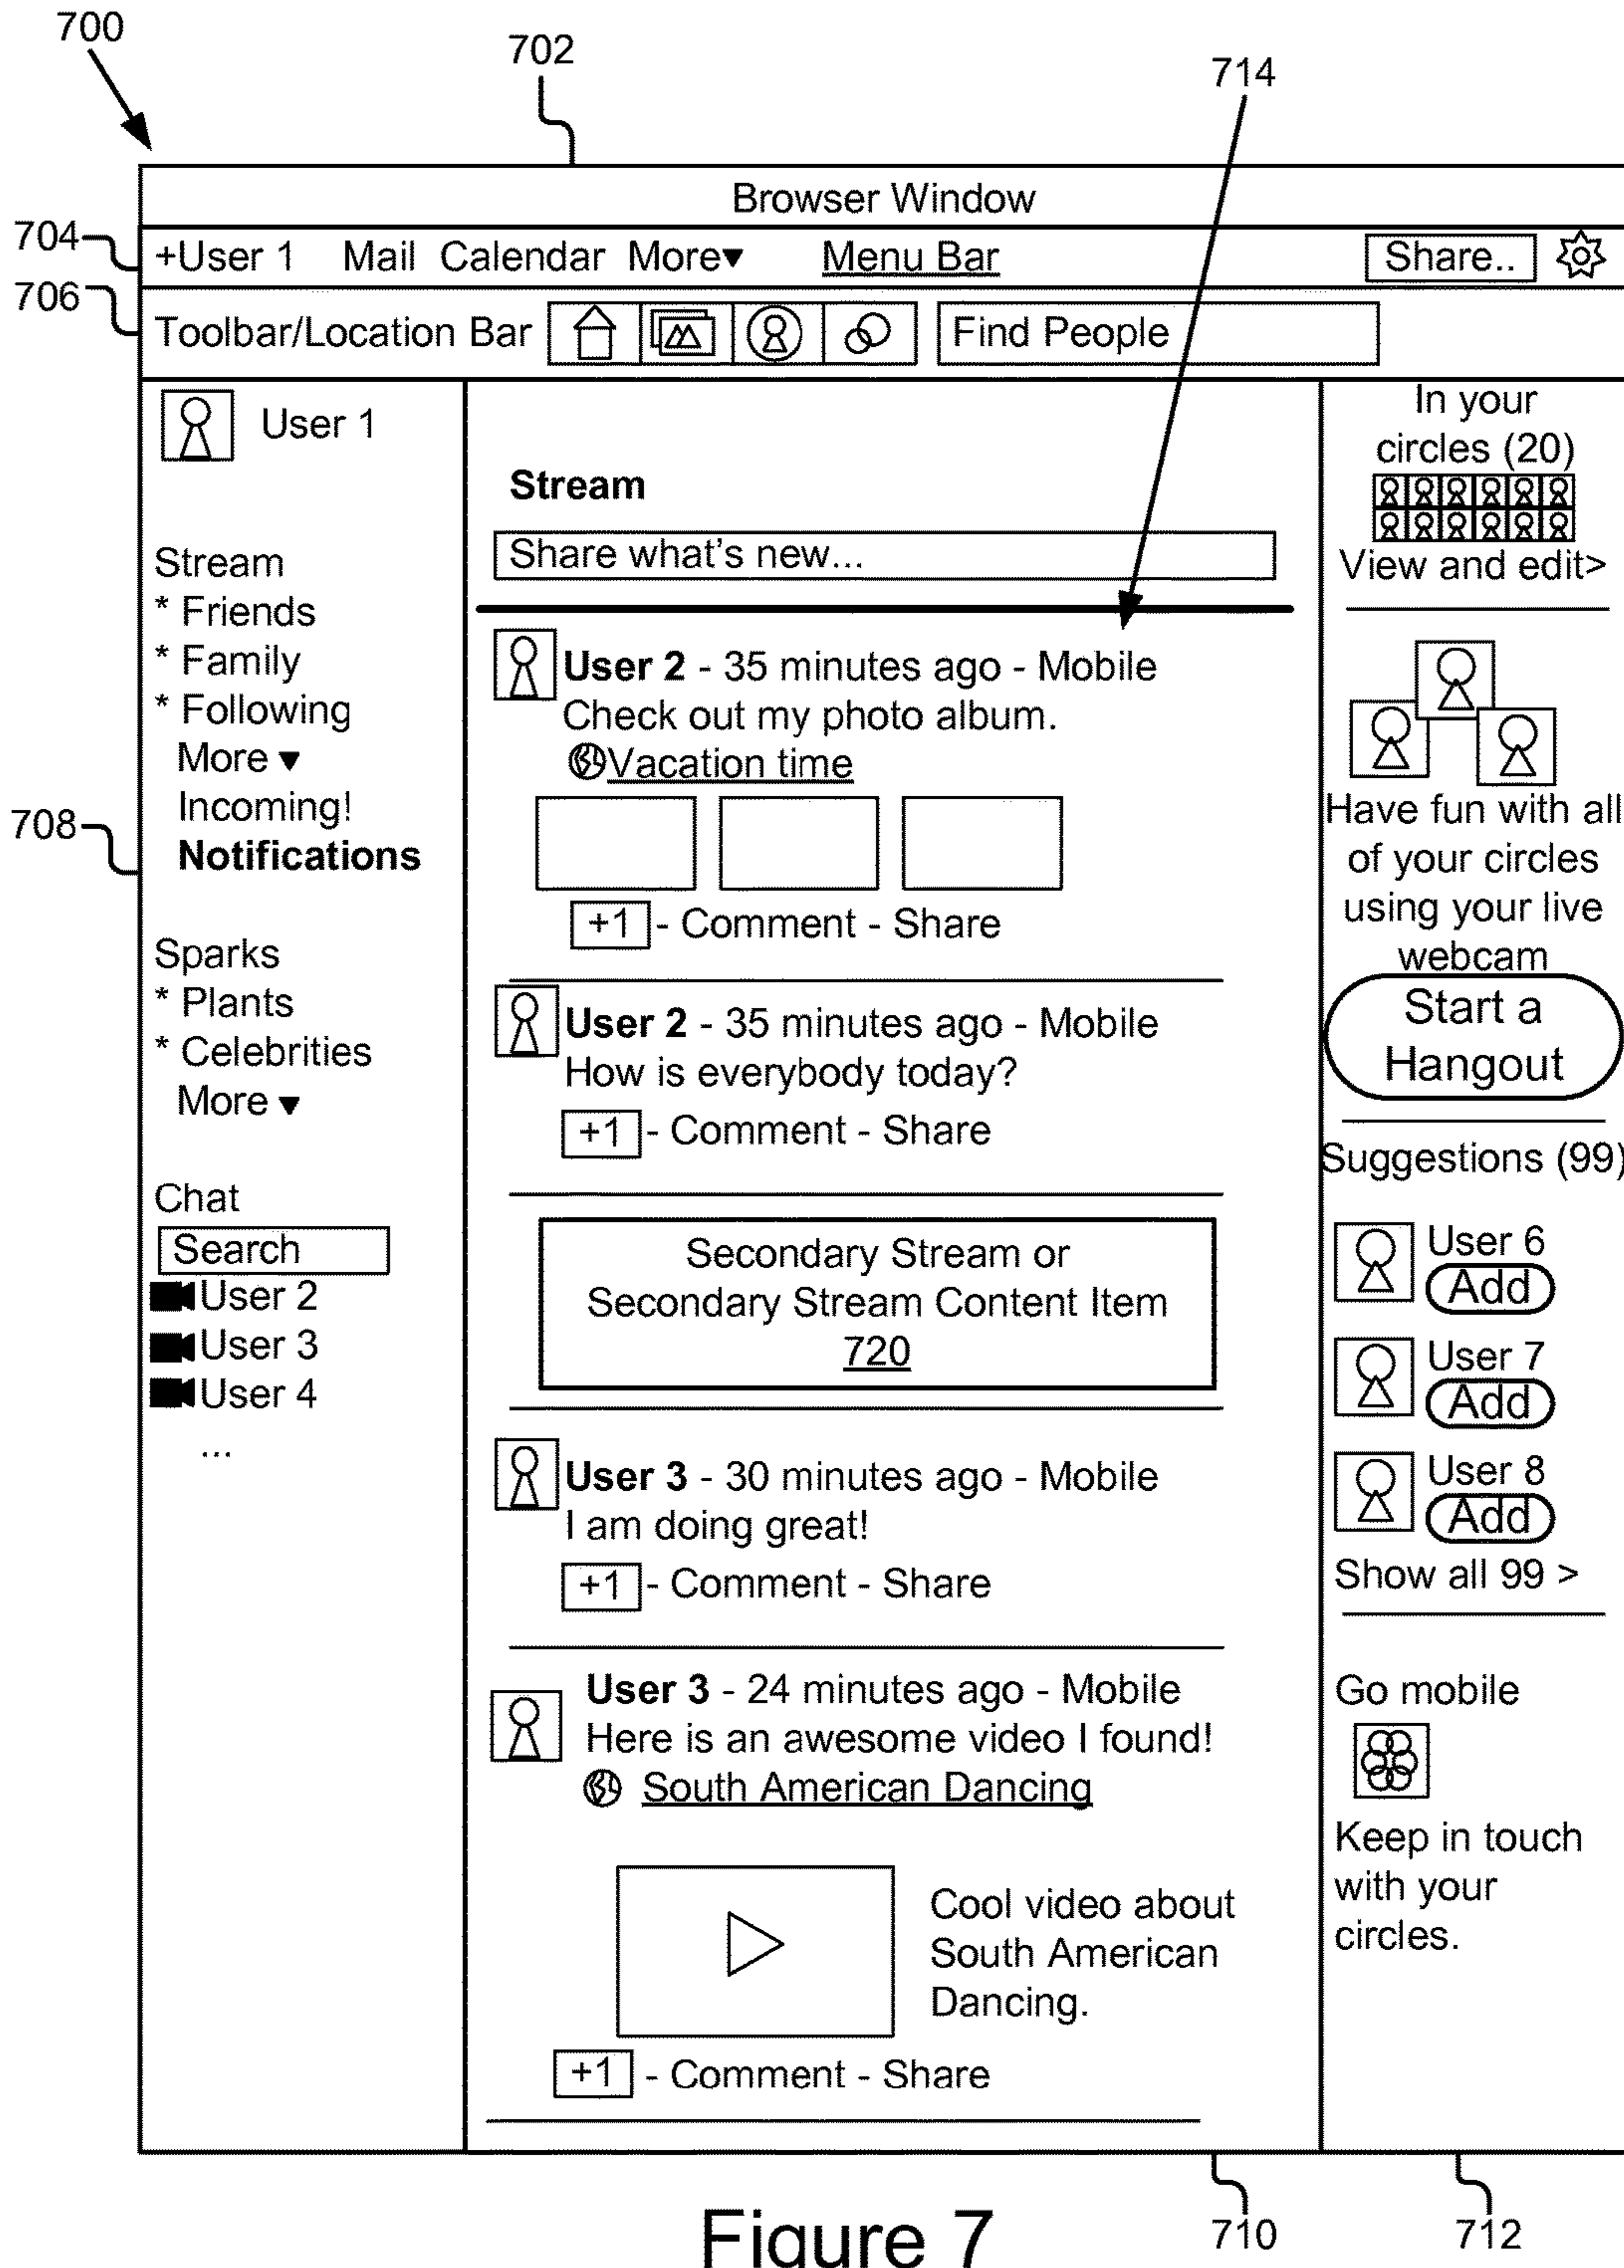 700
702
714
Browser Window
704
+User 1 Mail Calendar More▼ Menu Bar Share..
706
Toolbar/Location Bar Find People
User 1
Stream
* Friends
* Family
* Following
More ▼
Incoming!
Notifications
708
Sparks
* Plants
* Celebrities
More ▼
Chat
Search
User 2
User 3
User 4
...
Stream
Share what's new...
User 2 - 35 minutes ago - Mobile
Check out my photo album.
Vacation time
+1 - Comment - Share
User 2 - 35 minutes ago - Mobile
How is everybody today?
+1 - Comment - Share
Secondary Stream or
Secondary Stream Content Item
720
User 3 - 30 minutes ago - Mobile
I am doing great!
+1 - Comment - Share
User 3 - 24 minutes ago - Mobile
Here is an awesome video I found!
South American Dancing
Cool video about
South American
Dancing.
+1 - Comment - Share
In your
circles (20)
View and edit>
Have fun with all
of your circles
using your live
webcam
Start a
Hangout
Suggestions (99)
User 6
Add
User 7
Add
User 8
Add
Show all 99 >
Go mobile
Keep in touch
with your
circles.
710
712
Figure 7